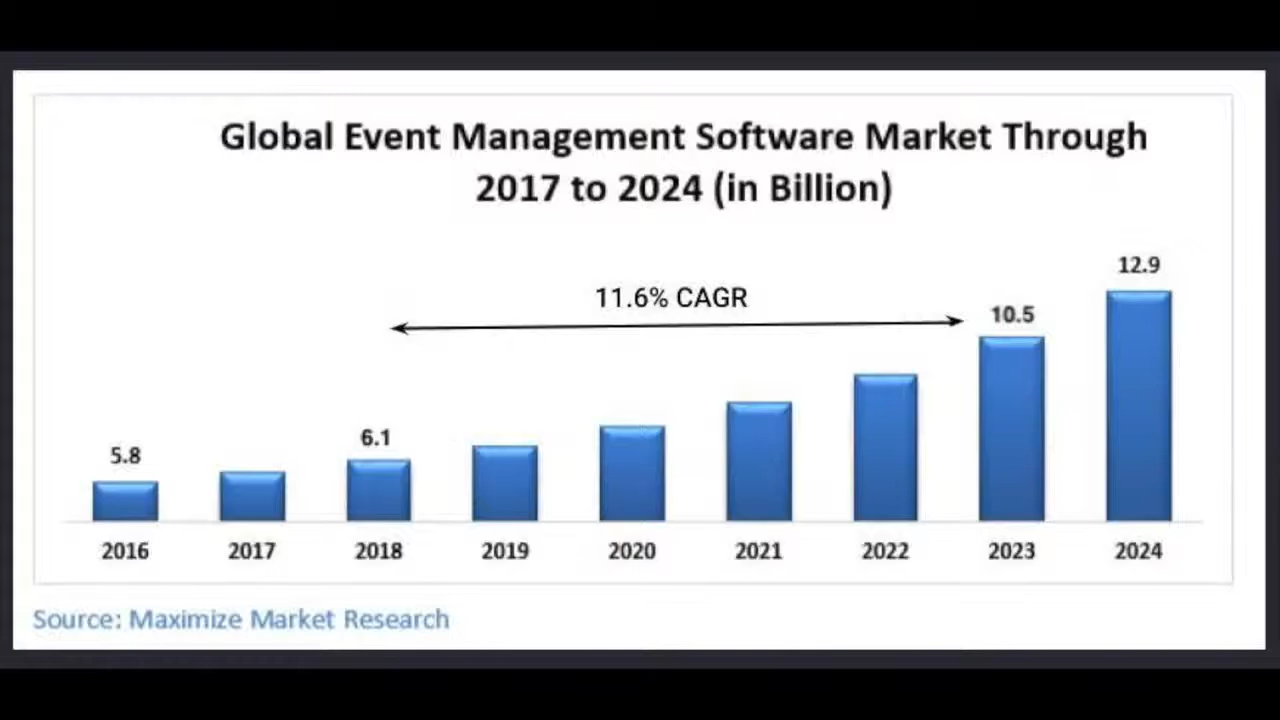 Global Event Management Software Market Through
2017 to 2024 (in Billion)
12.9
11.6% CAGR
10.5
6.1
5.8
2016 2017 2018 2019 2020 2021 2022 2023 2024
Source: Maximize Market Research